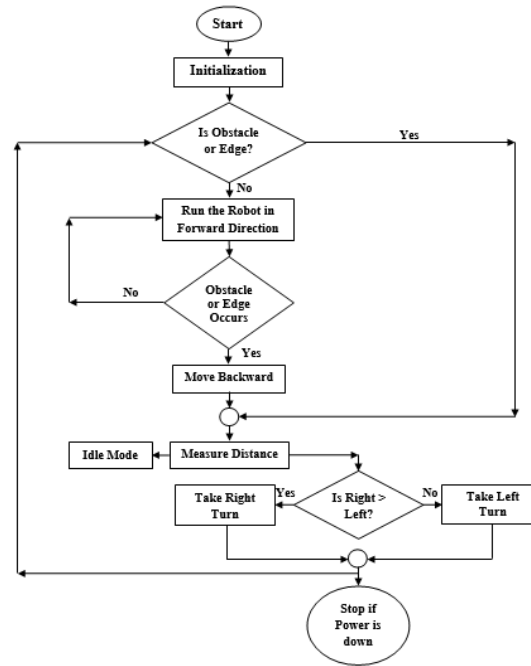 Start
Initialization
Is Obstacle
or Edge?
Yes
No
Run the Robot in
Forward Direction
No
Obstacle
or Edge
Occurs
Yes
Move Backward
Idle Mode
Measure Distance
Take Right
Turn
Yes
Is Right >
Left?
No
Take Left
Turn
Stop if
Power is
down